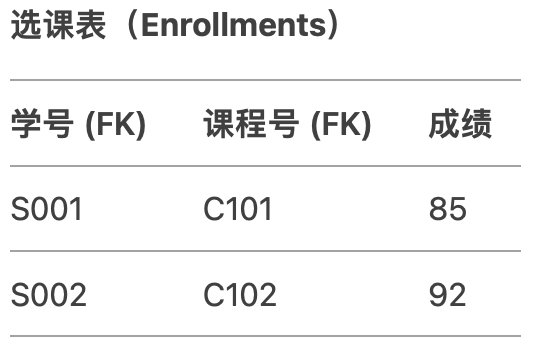 选课表（Enrollments）
学号 (FK) 课程号 (FK) 成绩
S001 C101 85
S002 C102 92